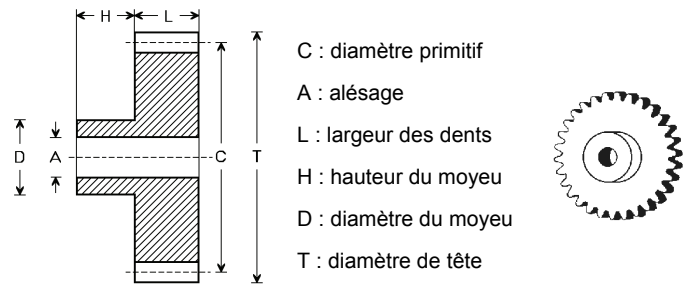 H L
C : diamètre primitif
A : alésage
L : largeur des dents
D A C T
H : hauteur du moyeu
D : diamètre du moyeu
T : diamètre de tête